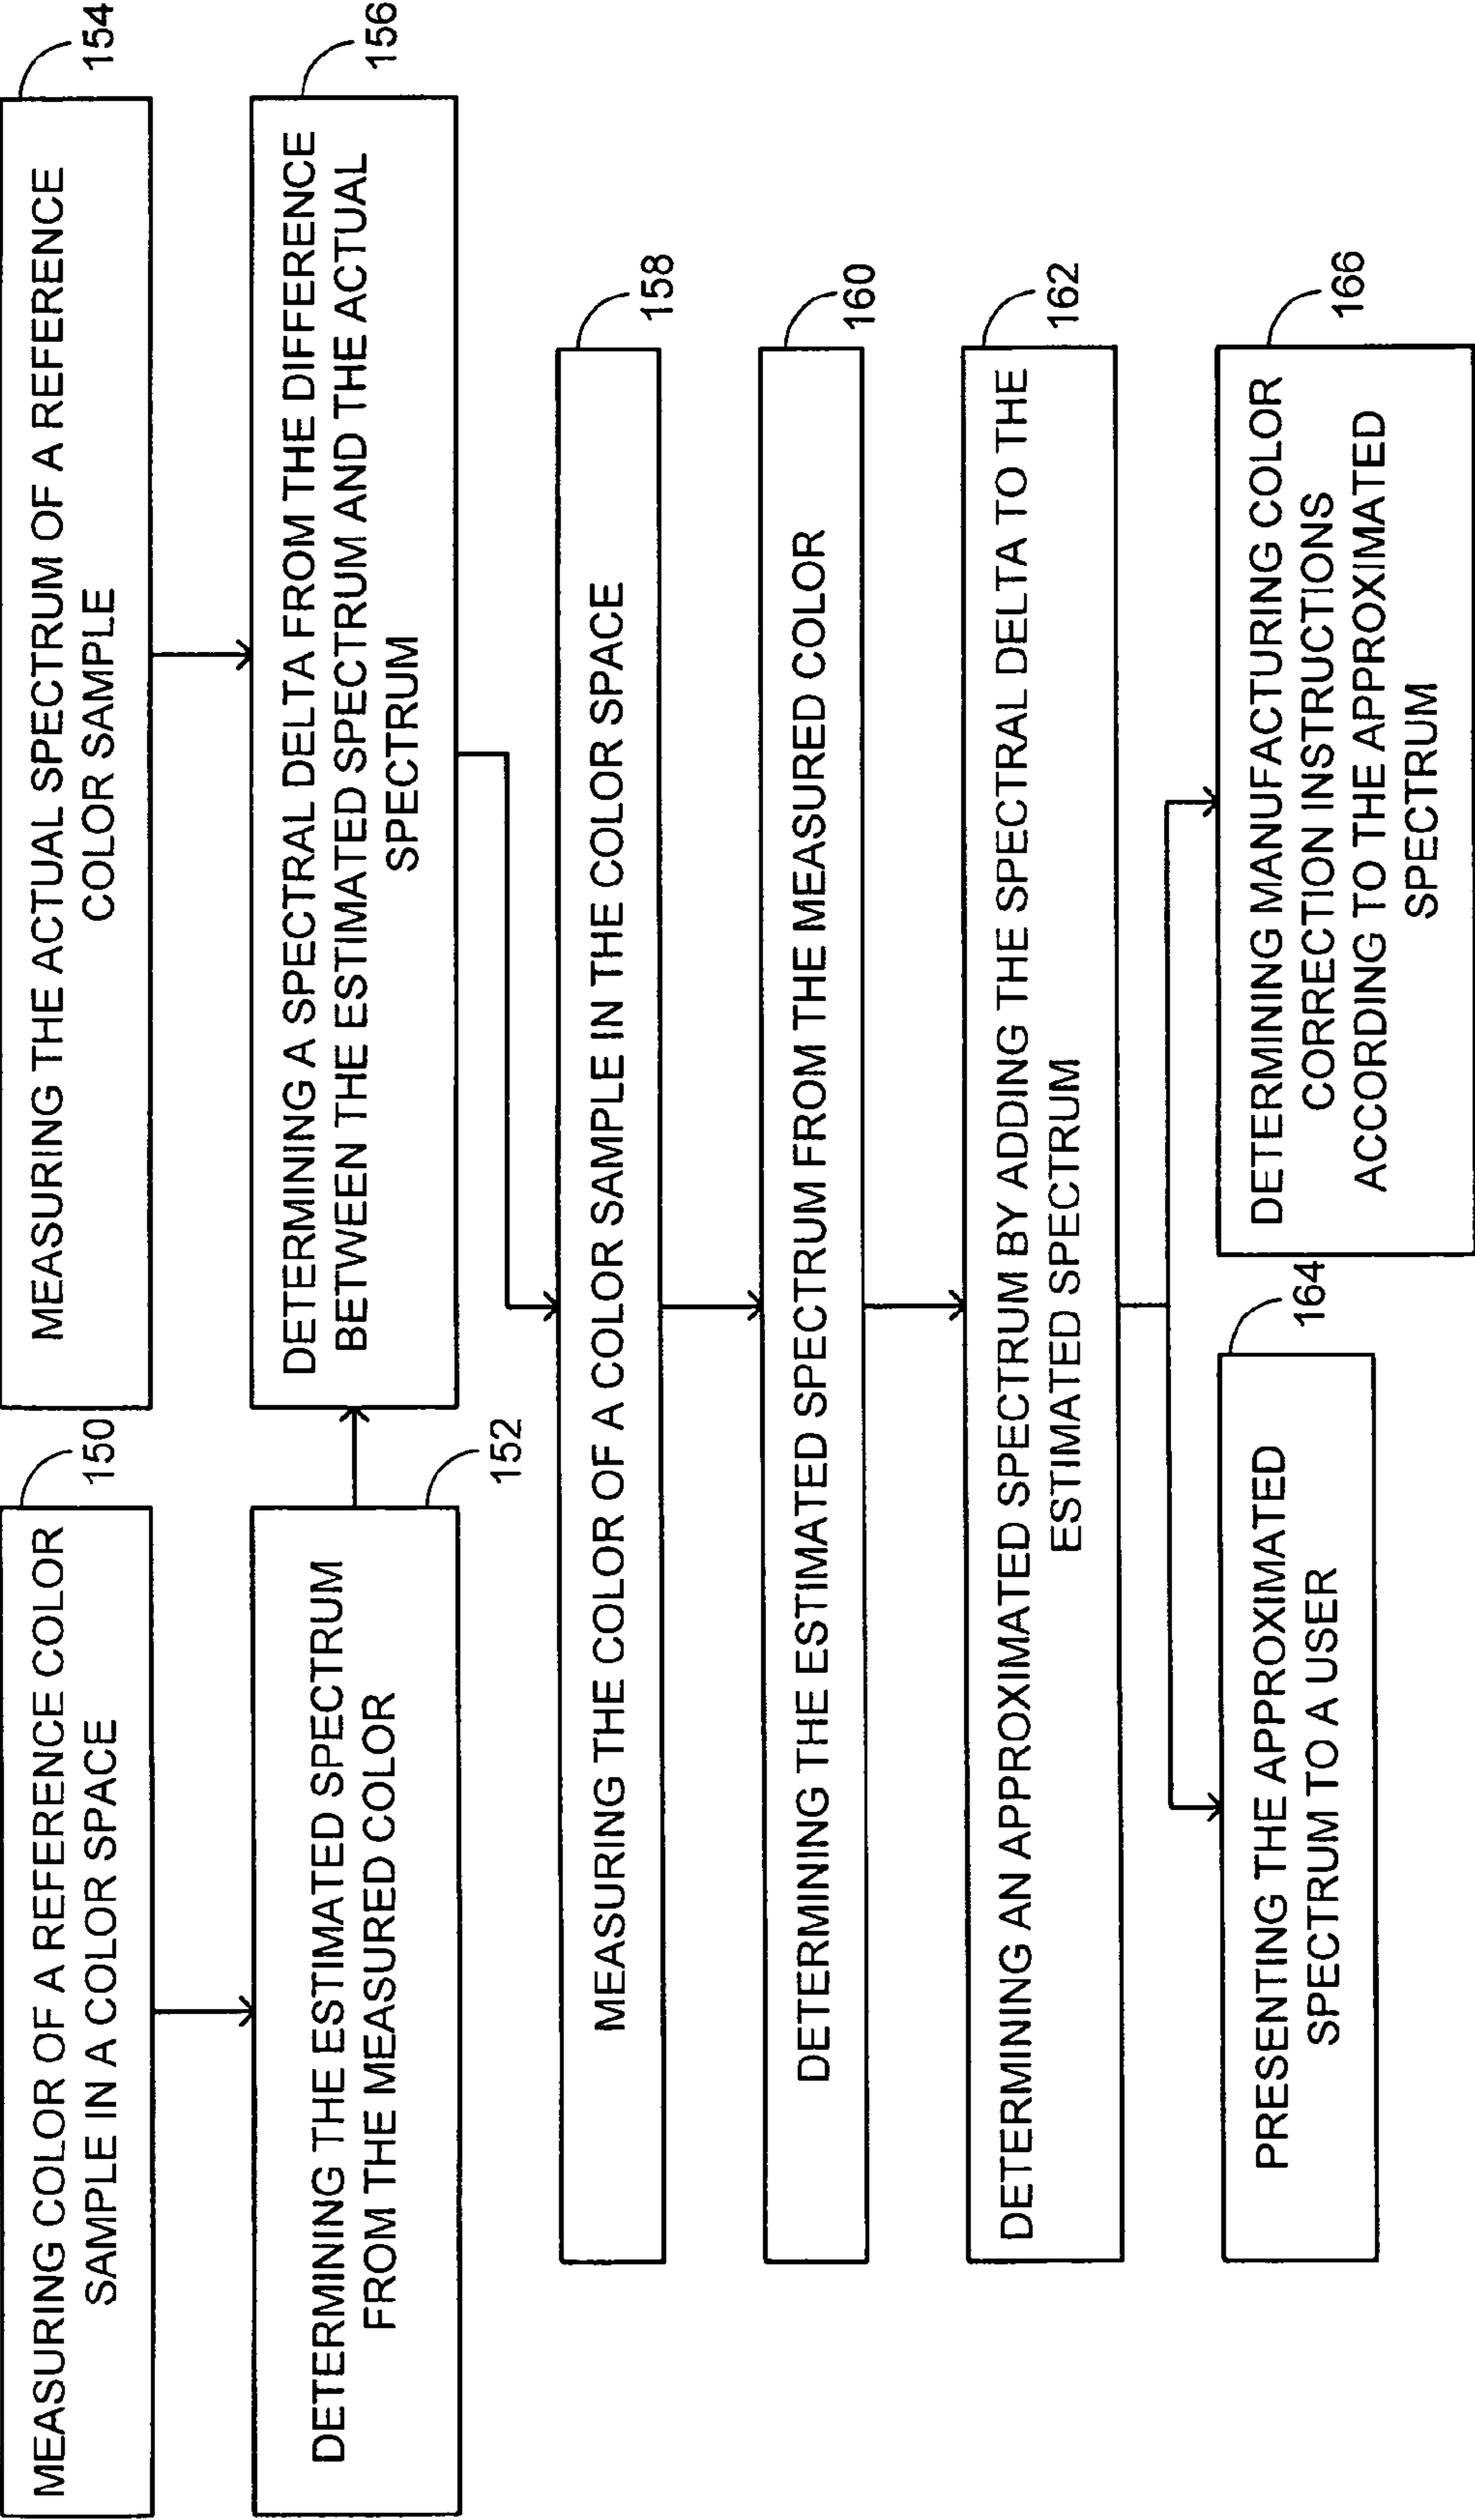 MEASURING COLOR OF A REFERENCE COLOR
SAMPLE IN A COLOR SPACE
150
MEASURING THE ACTUAL SPECTRUM OF A REFERENCE
COLOR SAMPLE
154
DETERMINING THE ESTIMATED SPECTRUM
FROM THE MEASURED COLOR
152
DETERMINING A SPECTRAL DELTA FROM THE DIFFERENCE
BETWEEN THE ESTIMATED SPECTRUM AND THE ACTUAL
SPECTRUM
156
MEASURING THE COLOR OF A COLOR SAMPLE IN THE COLOR SPACE
158
DETERMINING THE ESTIMATED SPECTRUM FROM THE MEASURED COLOR
160
DETERMINING AN APPROXIMATED SPECTRUM BY ADDING THE SPECTRAL DELTA TO THE
ESTIMATED SPECTRUM
162
PRESENTING THE APPROXIMATED
SPECTRUM TO A USER
164
DETERMINING MANUFACTURING COLOR
CORRECTION INSTRUCTIONS
ACCORDING TO THE APPROXIMATED
SPECTRUM
166